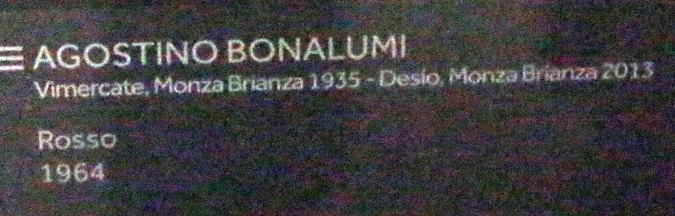 AGOSTINO BONALUMI
Vimercate, Monza Brianza 1935 - Desio, Monza Brianza 2013
Rosso
1964